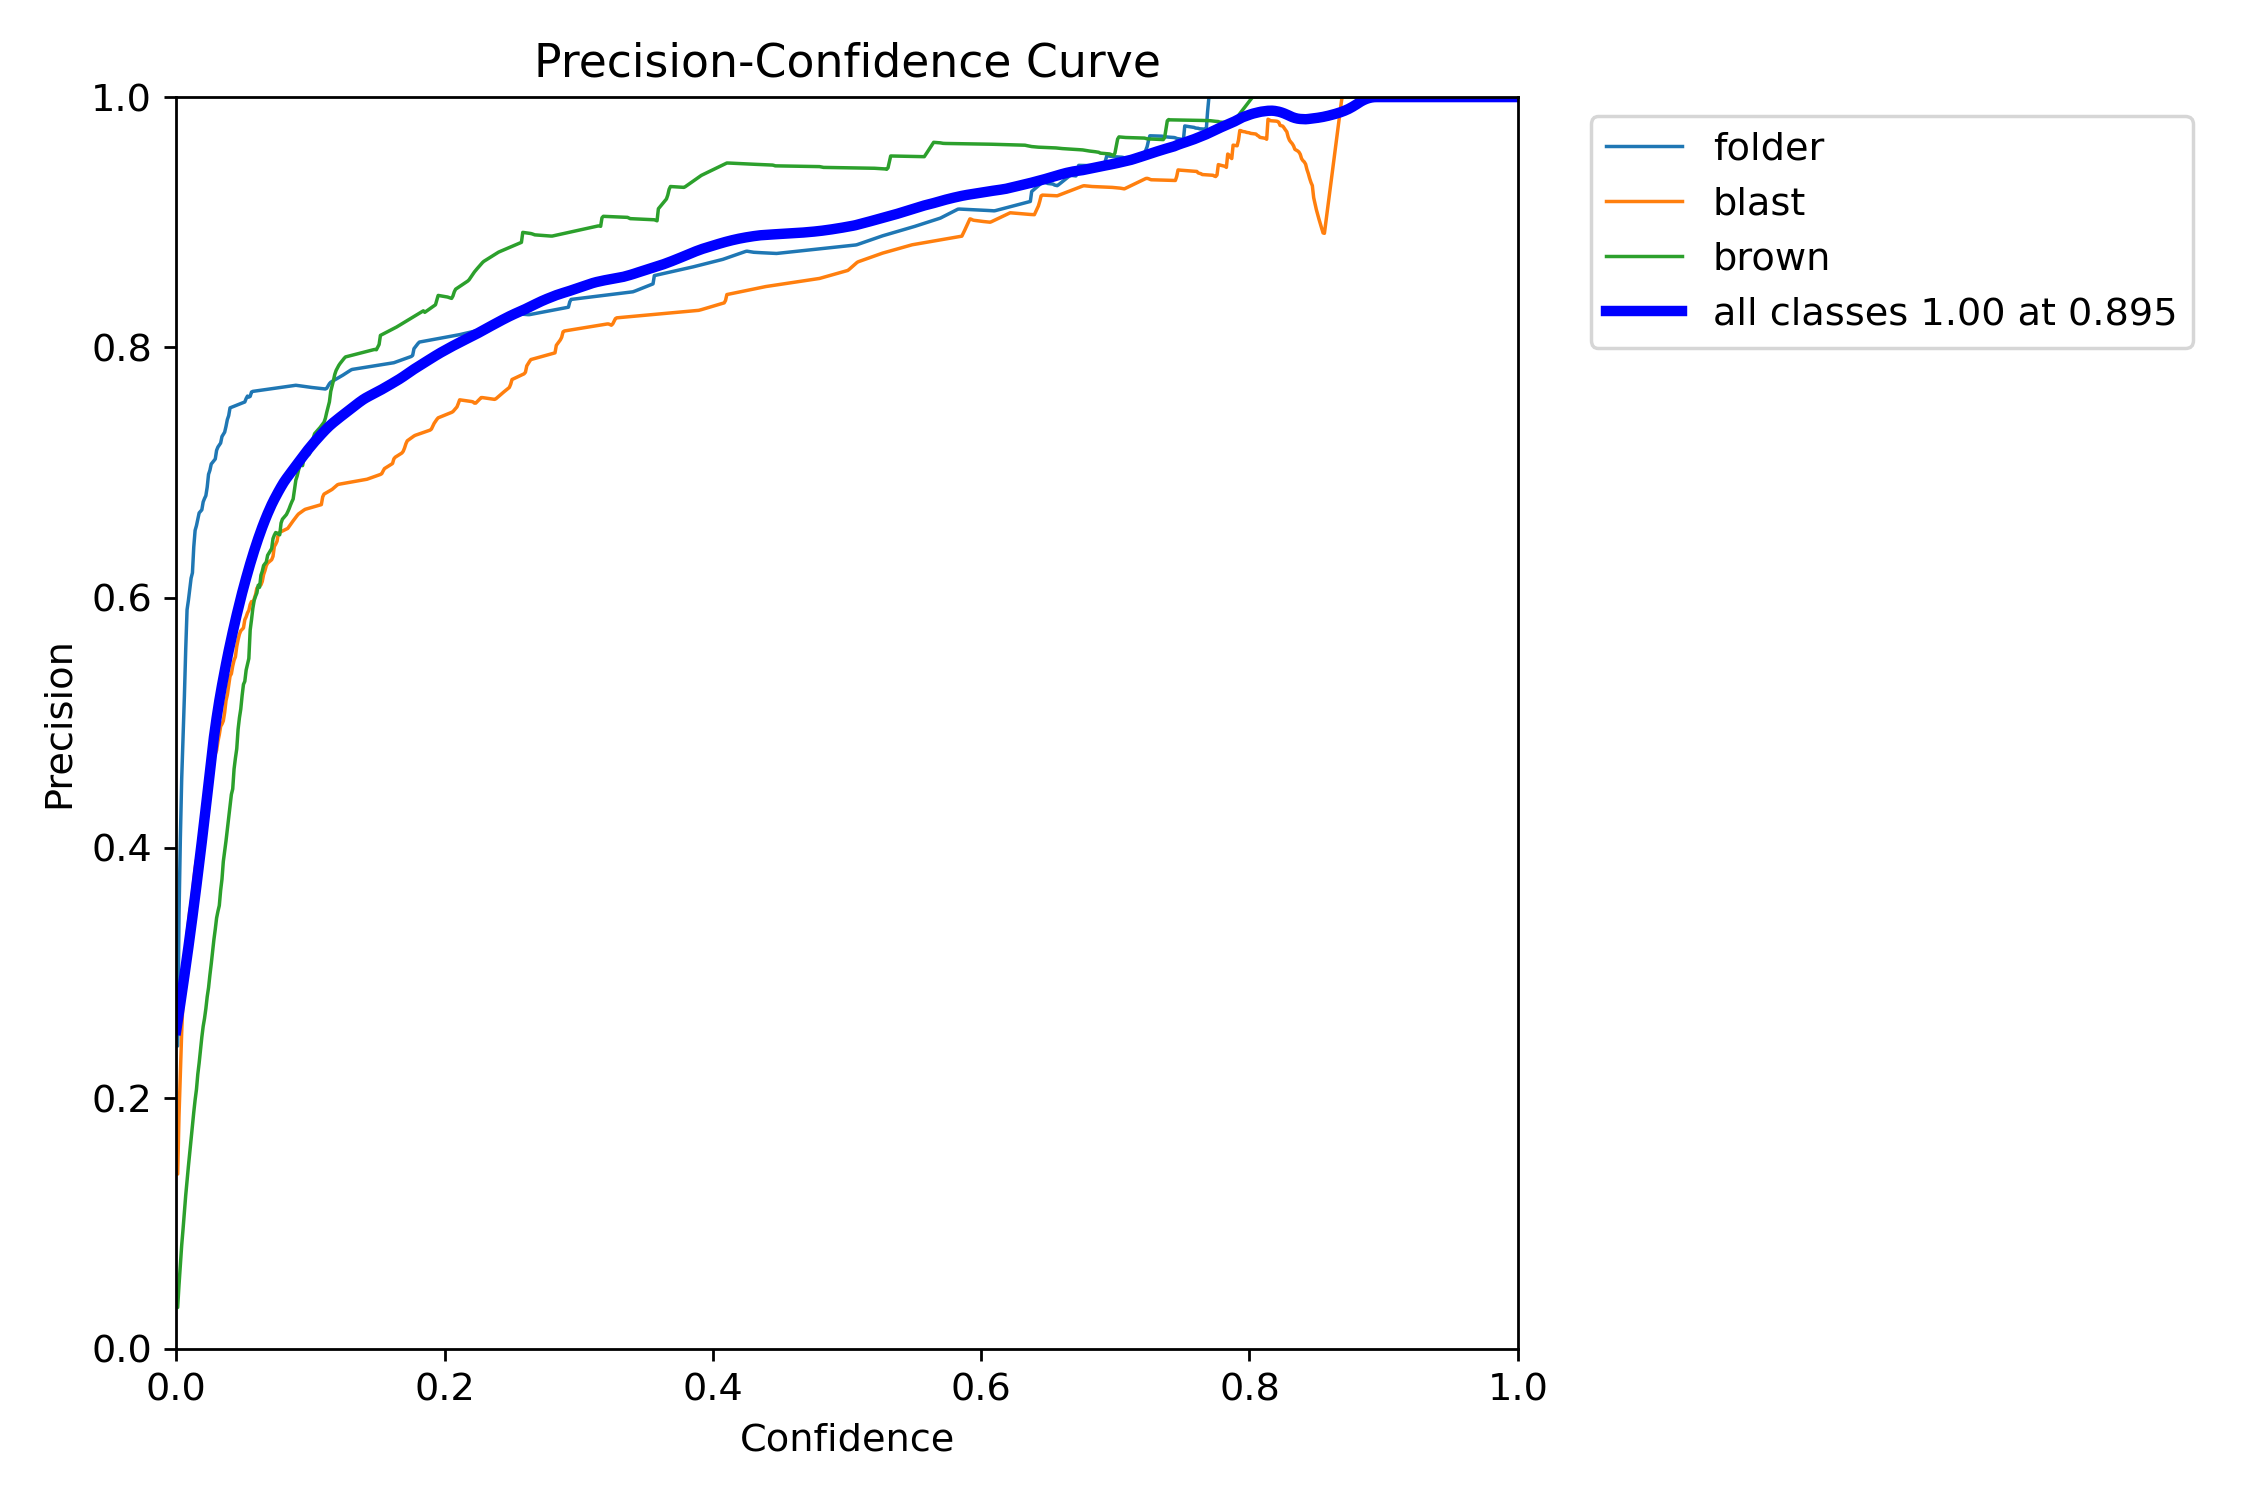 Precision-Confidence Curve
1.0
0.8
0.6
0.4
0.2
0.0
Precision
0.0 0.2 0.4 0.6 0.8 1.0
Confidence
folder
blast
brown
all classes 1.00 at 0.895